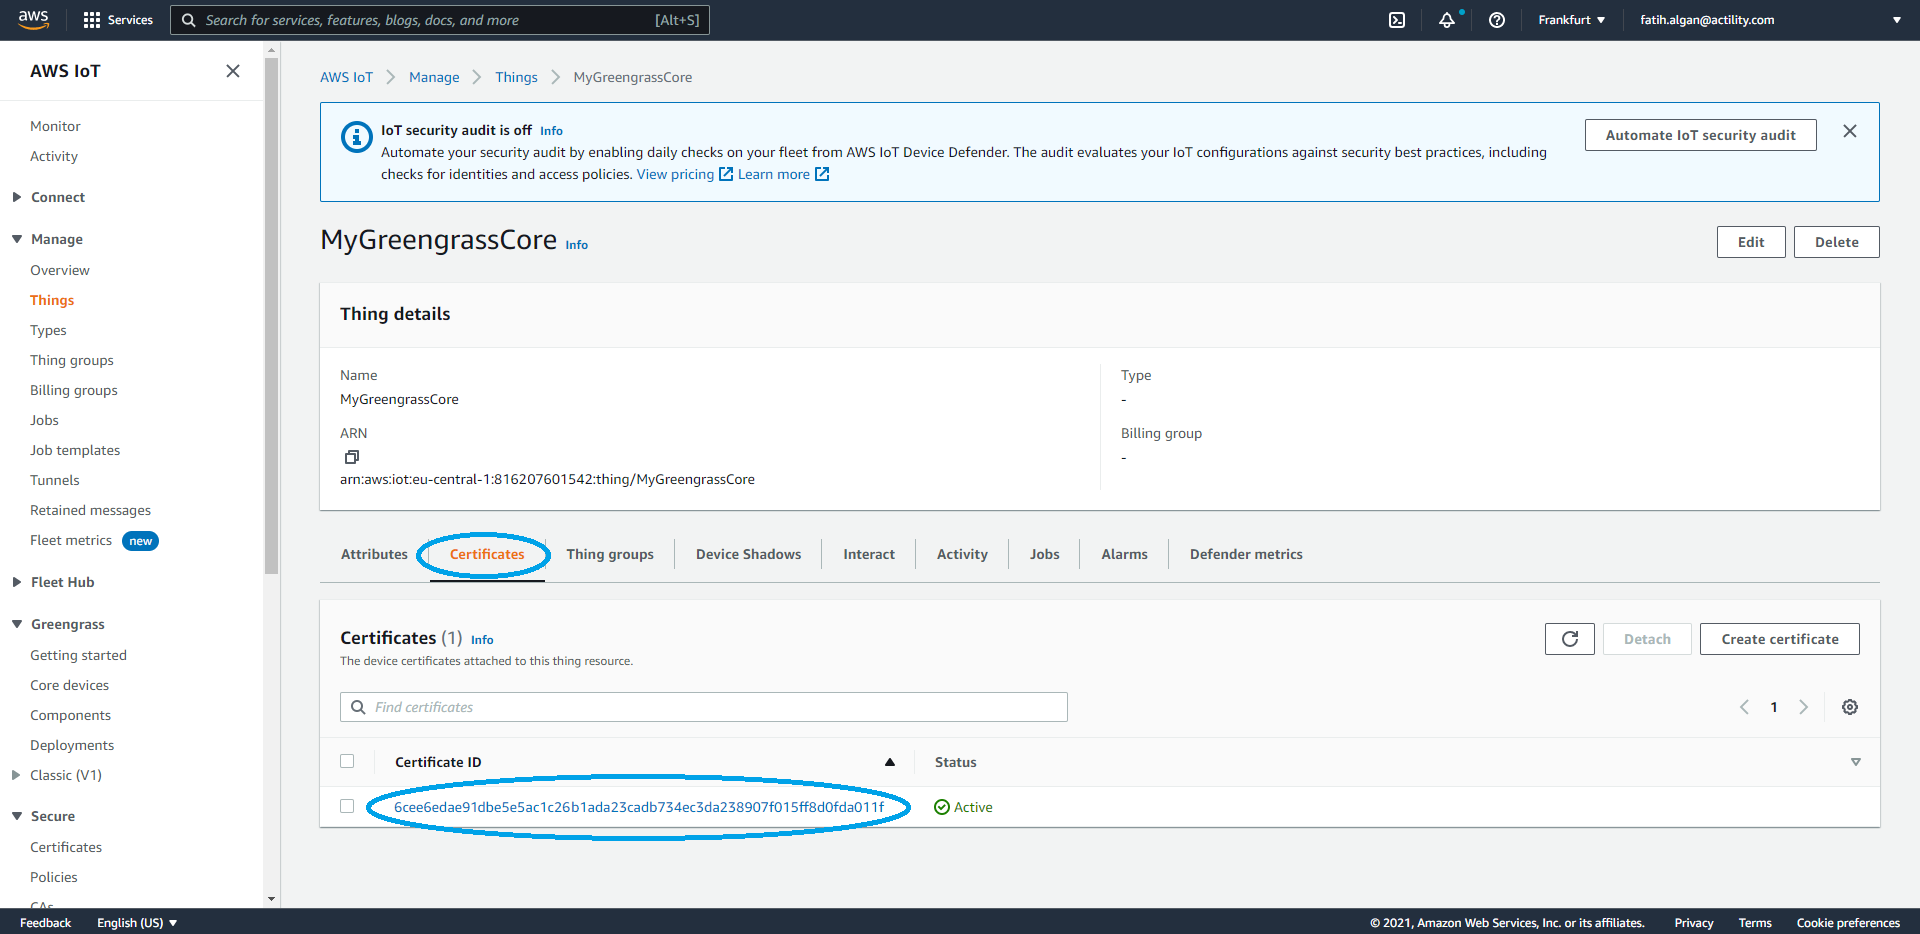 aws
Services
Search for services, features, blogs, docs, and more
[Alt+S]
Frankfurt
fatih.algan@actility.com
AWS IoT
Monitor
Activity
Connect
Manage
Overview
Things
Types
Thing groups
Billing groups
Jobs
Job templates
Tunnels
Retained messages
Fleet metrics new
Fleet Hub
Greengrass
Getting started
Core devices
Components
Deployments
Classic (V1)
Secure
Certificates
Policies
CAs
AWS IoT Manage Things MyGreengrassCore
IoT security audit is off Info
Automate your security audit by enabling daily checks on your fleet from AWS IoT Device Defender. The audit evaluates your IoT configurations against security best practices, including
checks for identities and access policies. View pricing Learn more
Automate IoT security audit
MyGreengrassCore Info
Edit
Delete
Thing details
Name
MyGreengrassCore
ARN
arn:aws:iot:eu-central-1:816207601542:thing/MyGreengrassCore
Type
-
Billing group
-
Attributes
Certificates
Thing groups
Device Shadows
Interact
Activity
Jobs
Alarms
Defender metrics
Certificates (1) Info
The device certificates attached to this thing resource.
Detach
Create certificate
Find certificates
1
Certificate ID
Status
6cee6edae91dbe5e5ac1c26b1ada23cadb734ec3da238907f015ff8d0fda011f
Active
Feedback
English (US)
© 2021, Amazon Web Services, Inc. or its affiliates.
Privacy
Terms
Cookie preferences